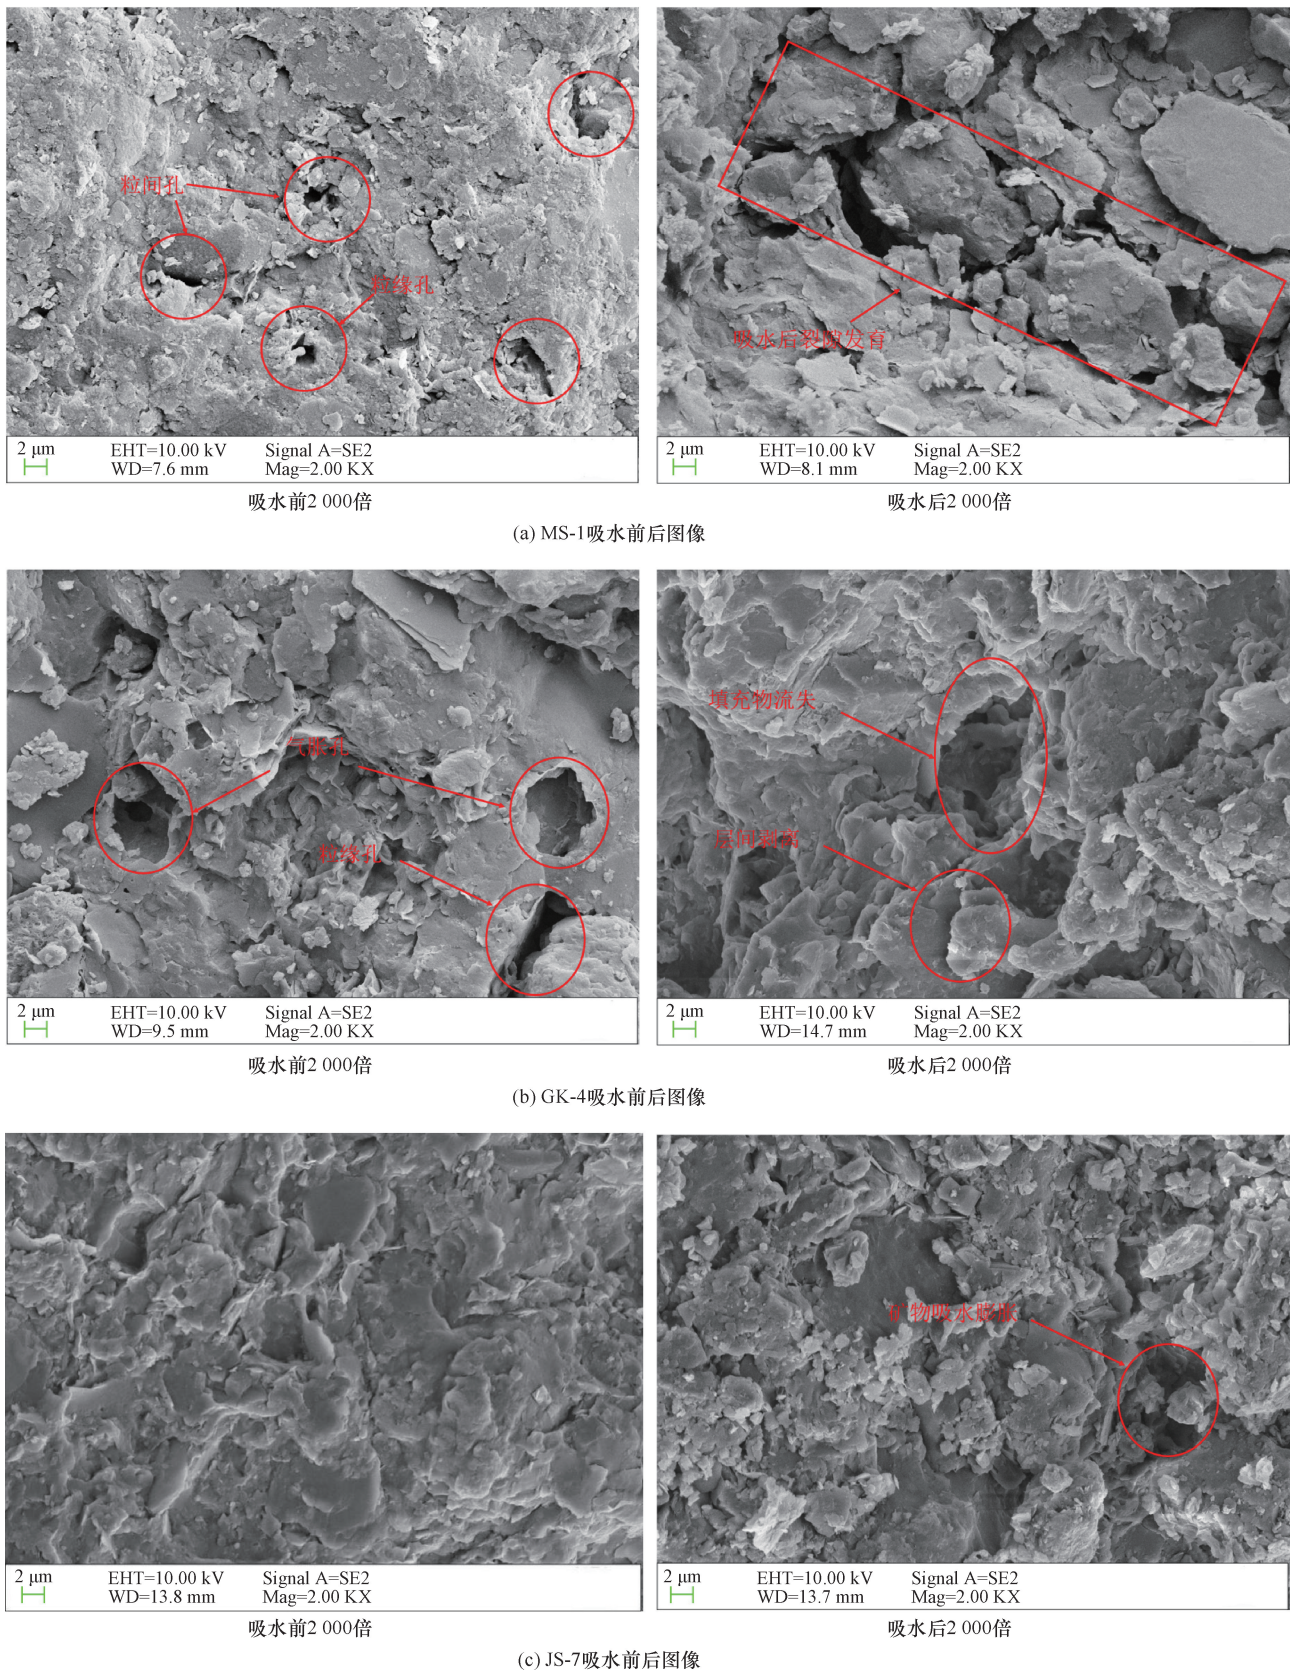 粒间孔
粒缘孔
吸水后裂隙发育
2 μm
EHT=10.00 kV
Signal A=SE2
WD=7.6 mm
Mag=2.00 KX
2 μm
EHT=10.00 kV
Signal A=SE2
WD=8.1 mm
Mag=2.00 KX
吸水前2 000倍
吸水后2 000倍
(a) MS-1吸水前后图像
气胀孔
粒缘孔
填充物流失
层间剥离
2 μm
EHT=10.00 kV
Signal A=SE2
WD=9.5 mm
Mag=2.00 KX
2 μm
EHT=10.00 kV
Signal A=SE2
WD=14.7 mm
Mag=2.00 KX
吸水前2 000倍
吸水后2 000倍
(b) GK-4吸水前后图像
矿物吸水膨胀
2 μm
EHT=10.00 kV
Signal A=SE2
WD=13.8 mm
Mag=2.00 KX
2 μm
EHT=10.00 kV
Signal A=SE2
WD=13.7 mm
Mag=2.00 KX
吸水前2 000倍
吸水后2 000倍
(c) JS-7吸水前后图像